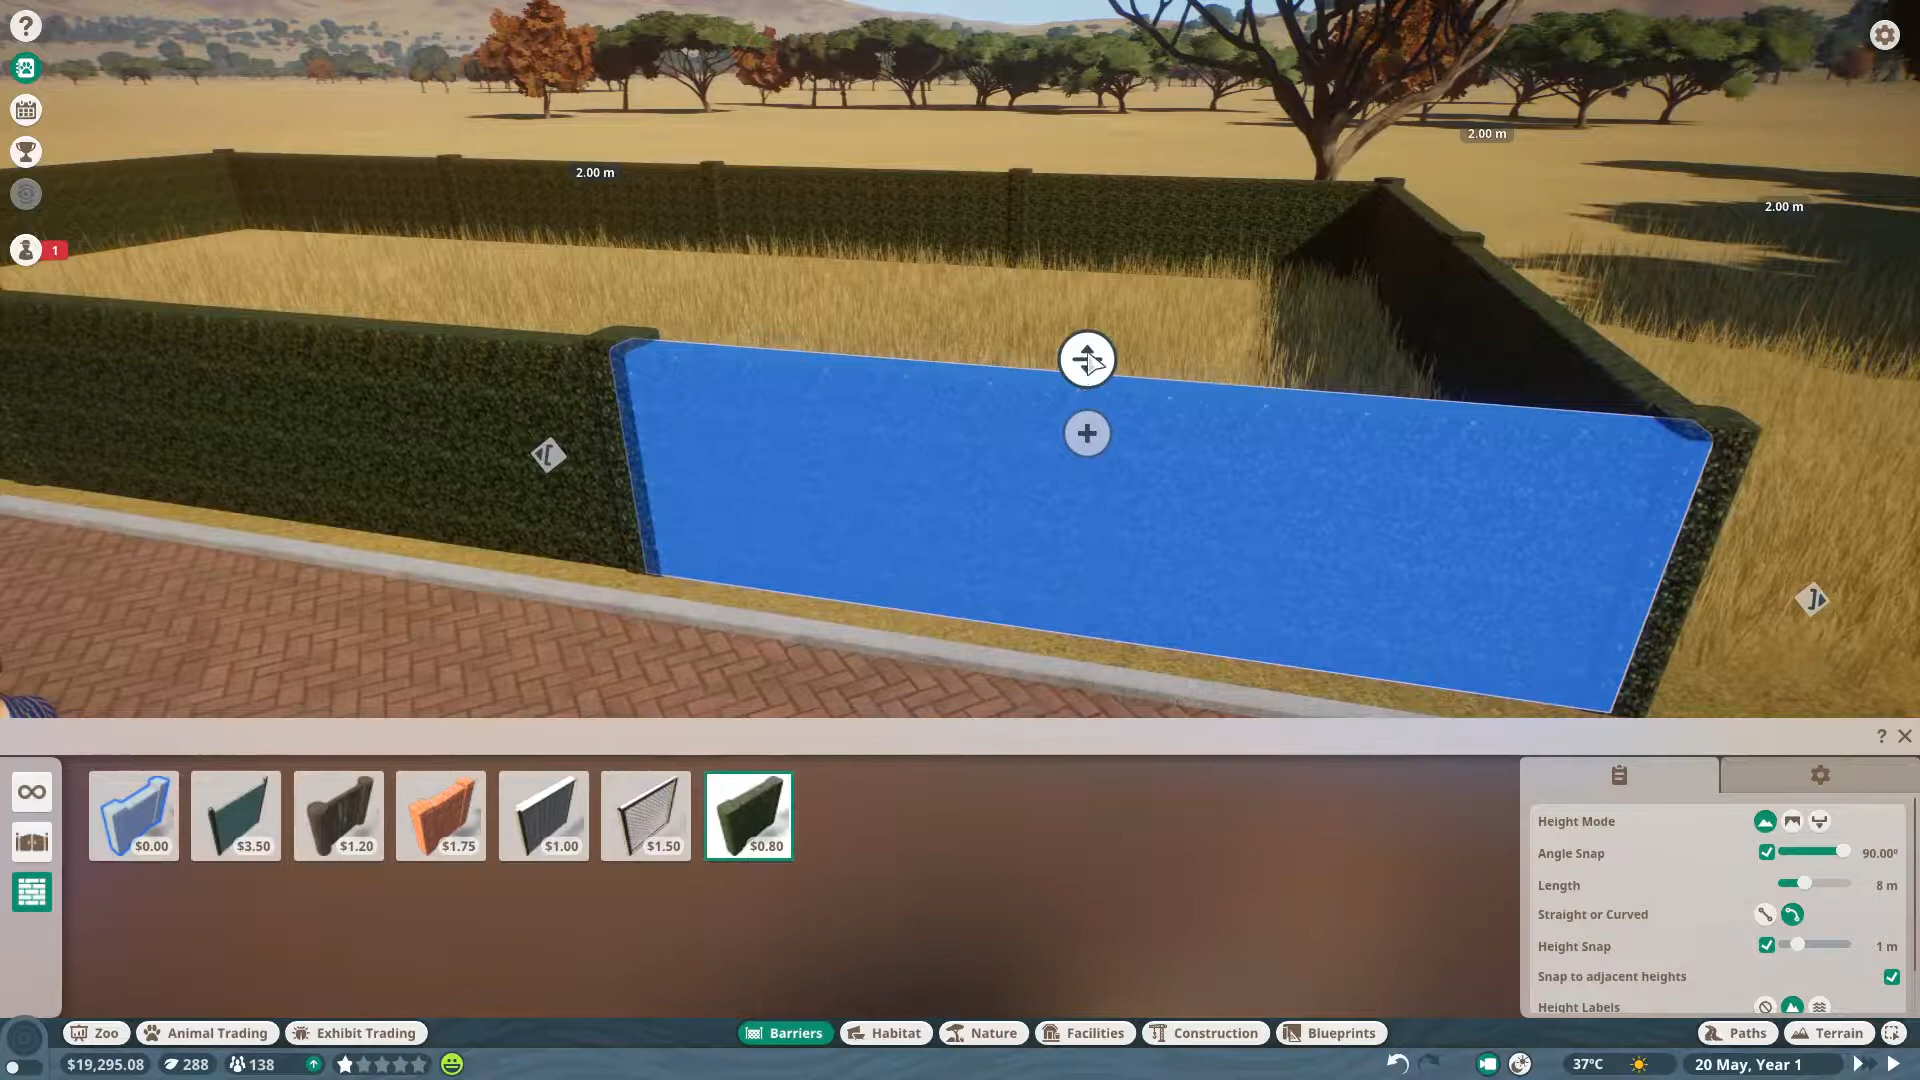 ?
2.00 m
2.00 m
2.00 m
1
? 
$0.00
$3.50
$1.20
$1.75
$1.00
$1.50
$0.80
Height Mode
Angle Snap 90.00°
Length 8 m
Straight or Curved
Height Snap 1 m
Snap to adjacent heights
Height Labels
Zoo Animal Trading Exhibit Trading Barriers Habitat Nature Facilities Construction Blueprints Paths Terrain
$19,295.08 288 138 37°C 20 May, Year 1